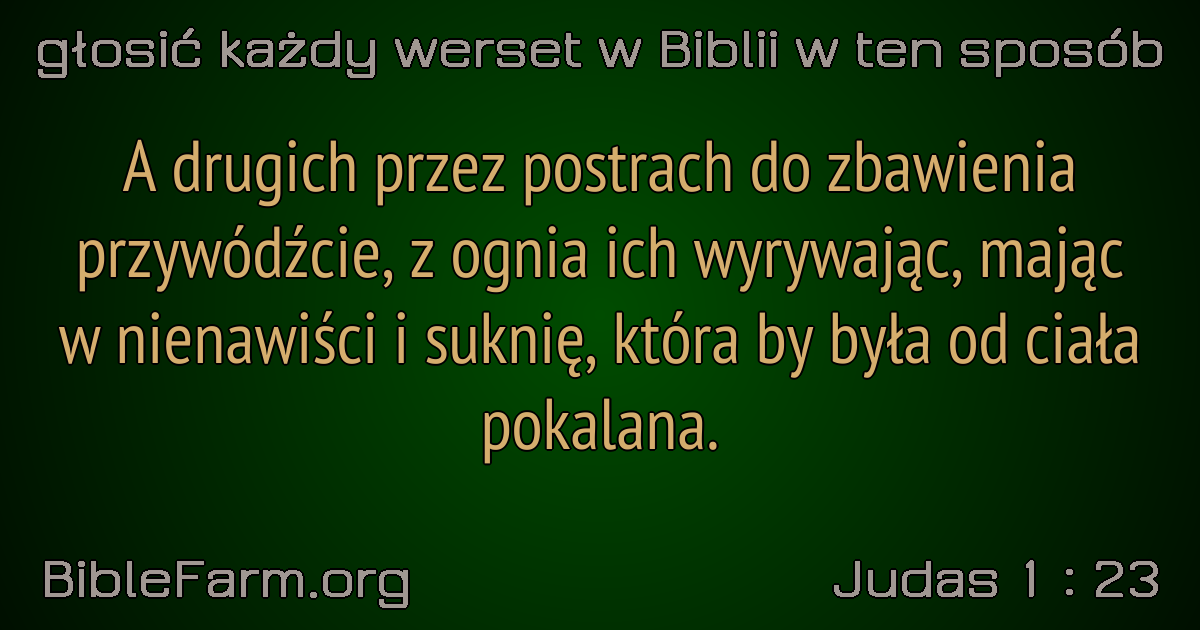 głosić każdy werset w Biblii w ten sposób
A drugich przez postrach do zbawienia
przywódźcie, z ognia ich wyrywając, mając
w nienawiści i suknię, która by była od ciała
pokalana.
BibleFarm.org
Judas 1 : 23